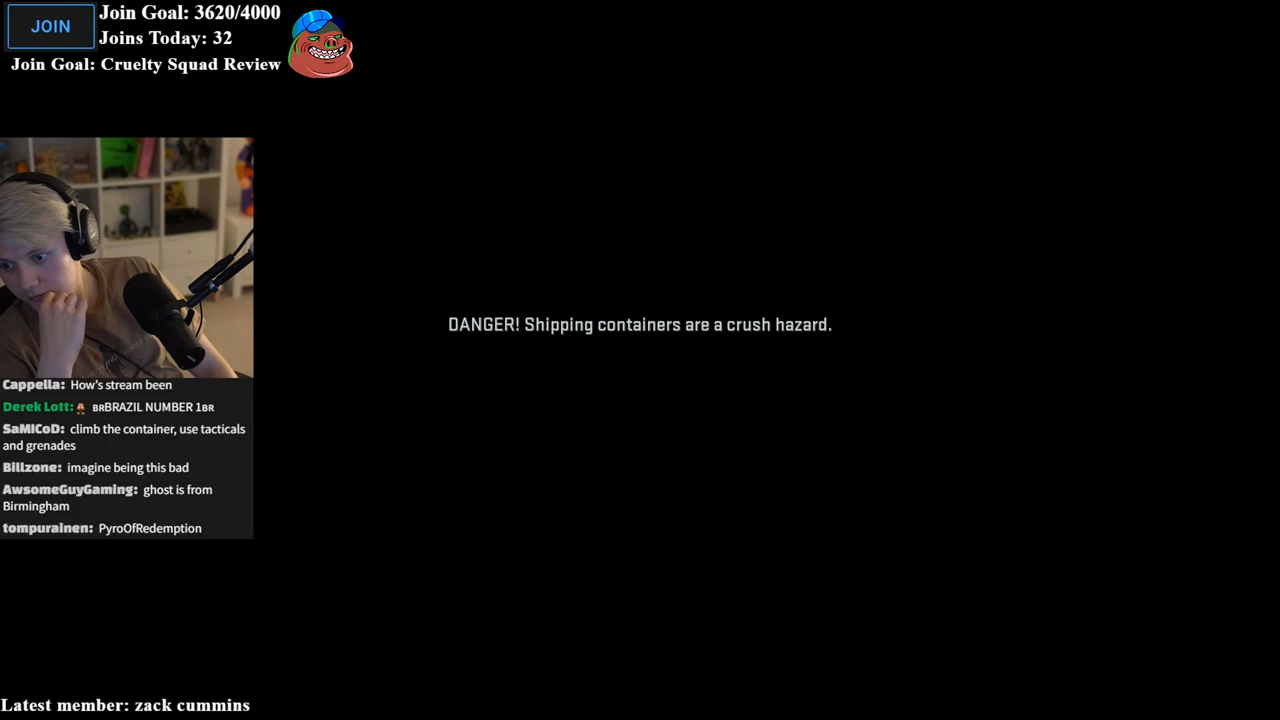 JOIN
Join Goal: 3620/4000
Joins Today: 32
Join Goal: Cruelty Squad Review
DANGER! Shipping containers are a crush hazard.
Cappella: How's stream been
Derek Lott: BRBRAZIL NUMBER 1BR
SaMiCoD: climb the container, use tacticals
and grenades
Billzone: imagine being this bad
AwsomeGuyGaming: ghost is from
Birmingham
tompurainen: PyroOfRedemption
Latest member: zack cummins